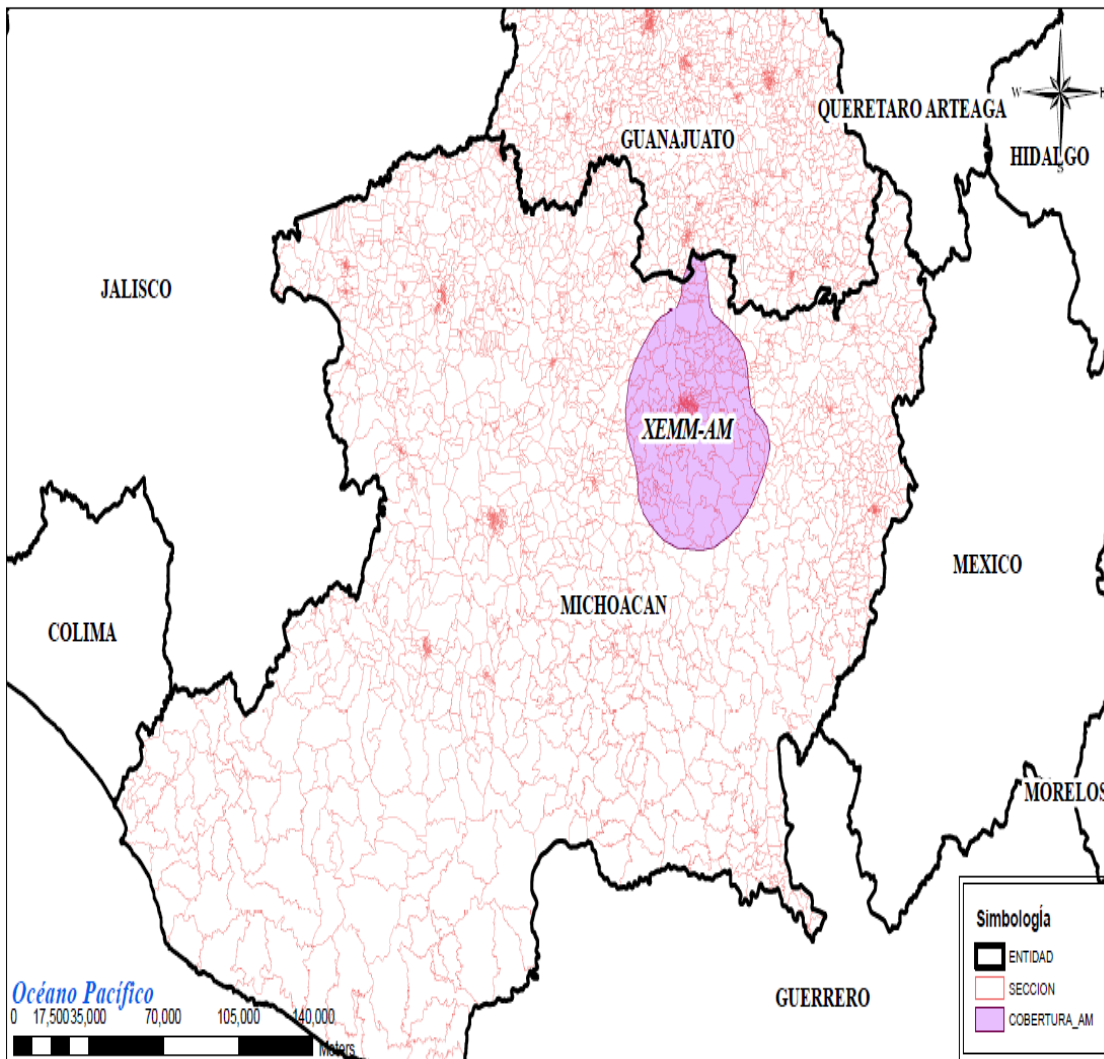 GUANAJUATO
QUERETARO ARTEAGA
W
E
S
HIDALGO
JALISCO
XEMM-AM
MEXICO
MICHOACAN
COLIMA
MORELOS
GUERRERO
Océano Pacífico
0 17,500 35,000 70,000 105,000 140,000
Meters
Simbología
ENTIDAD
SECCION
COBERTURA_AM